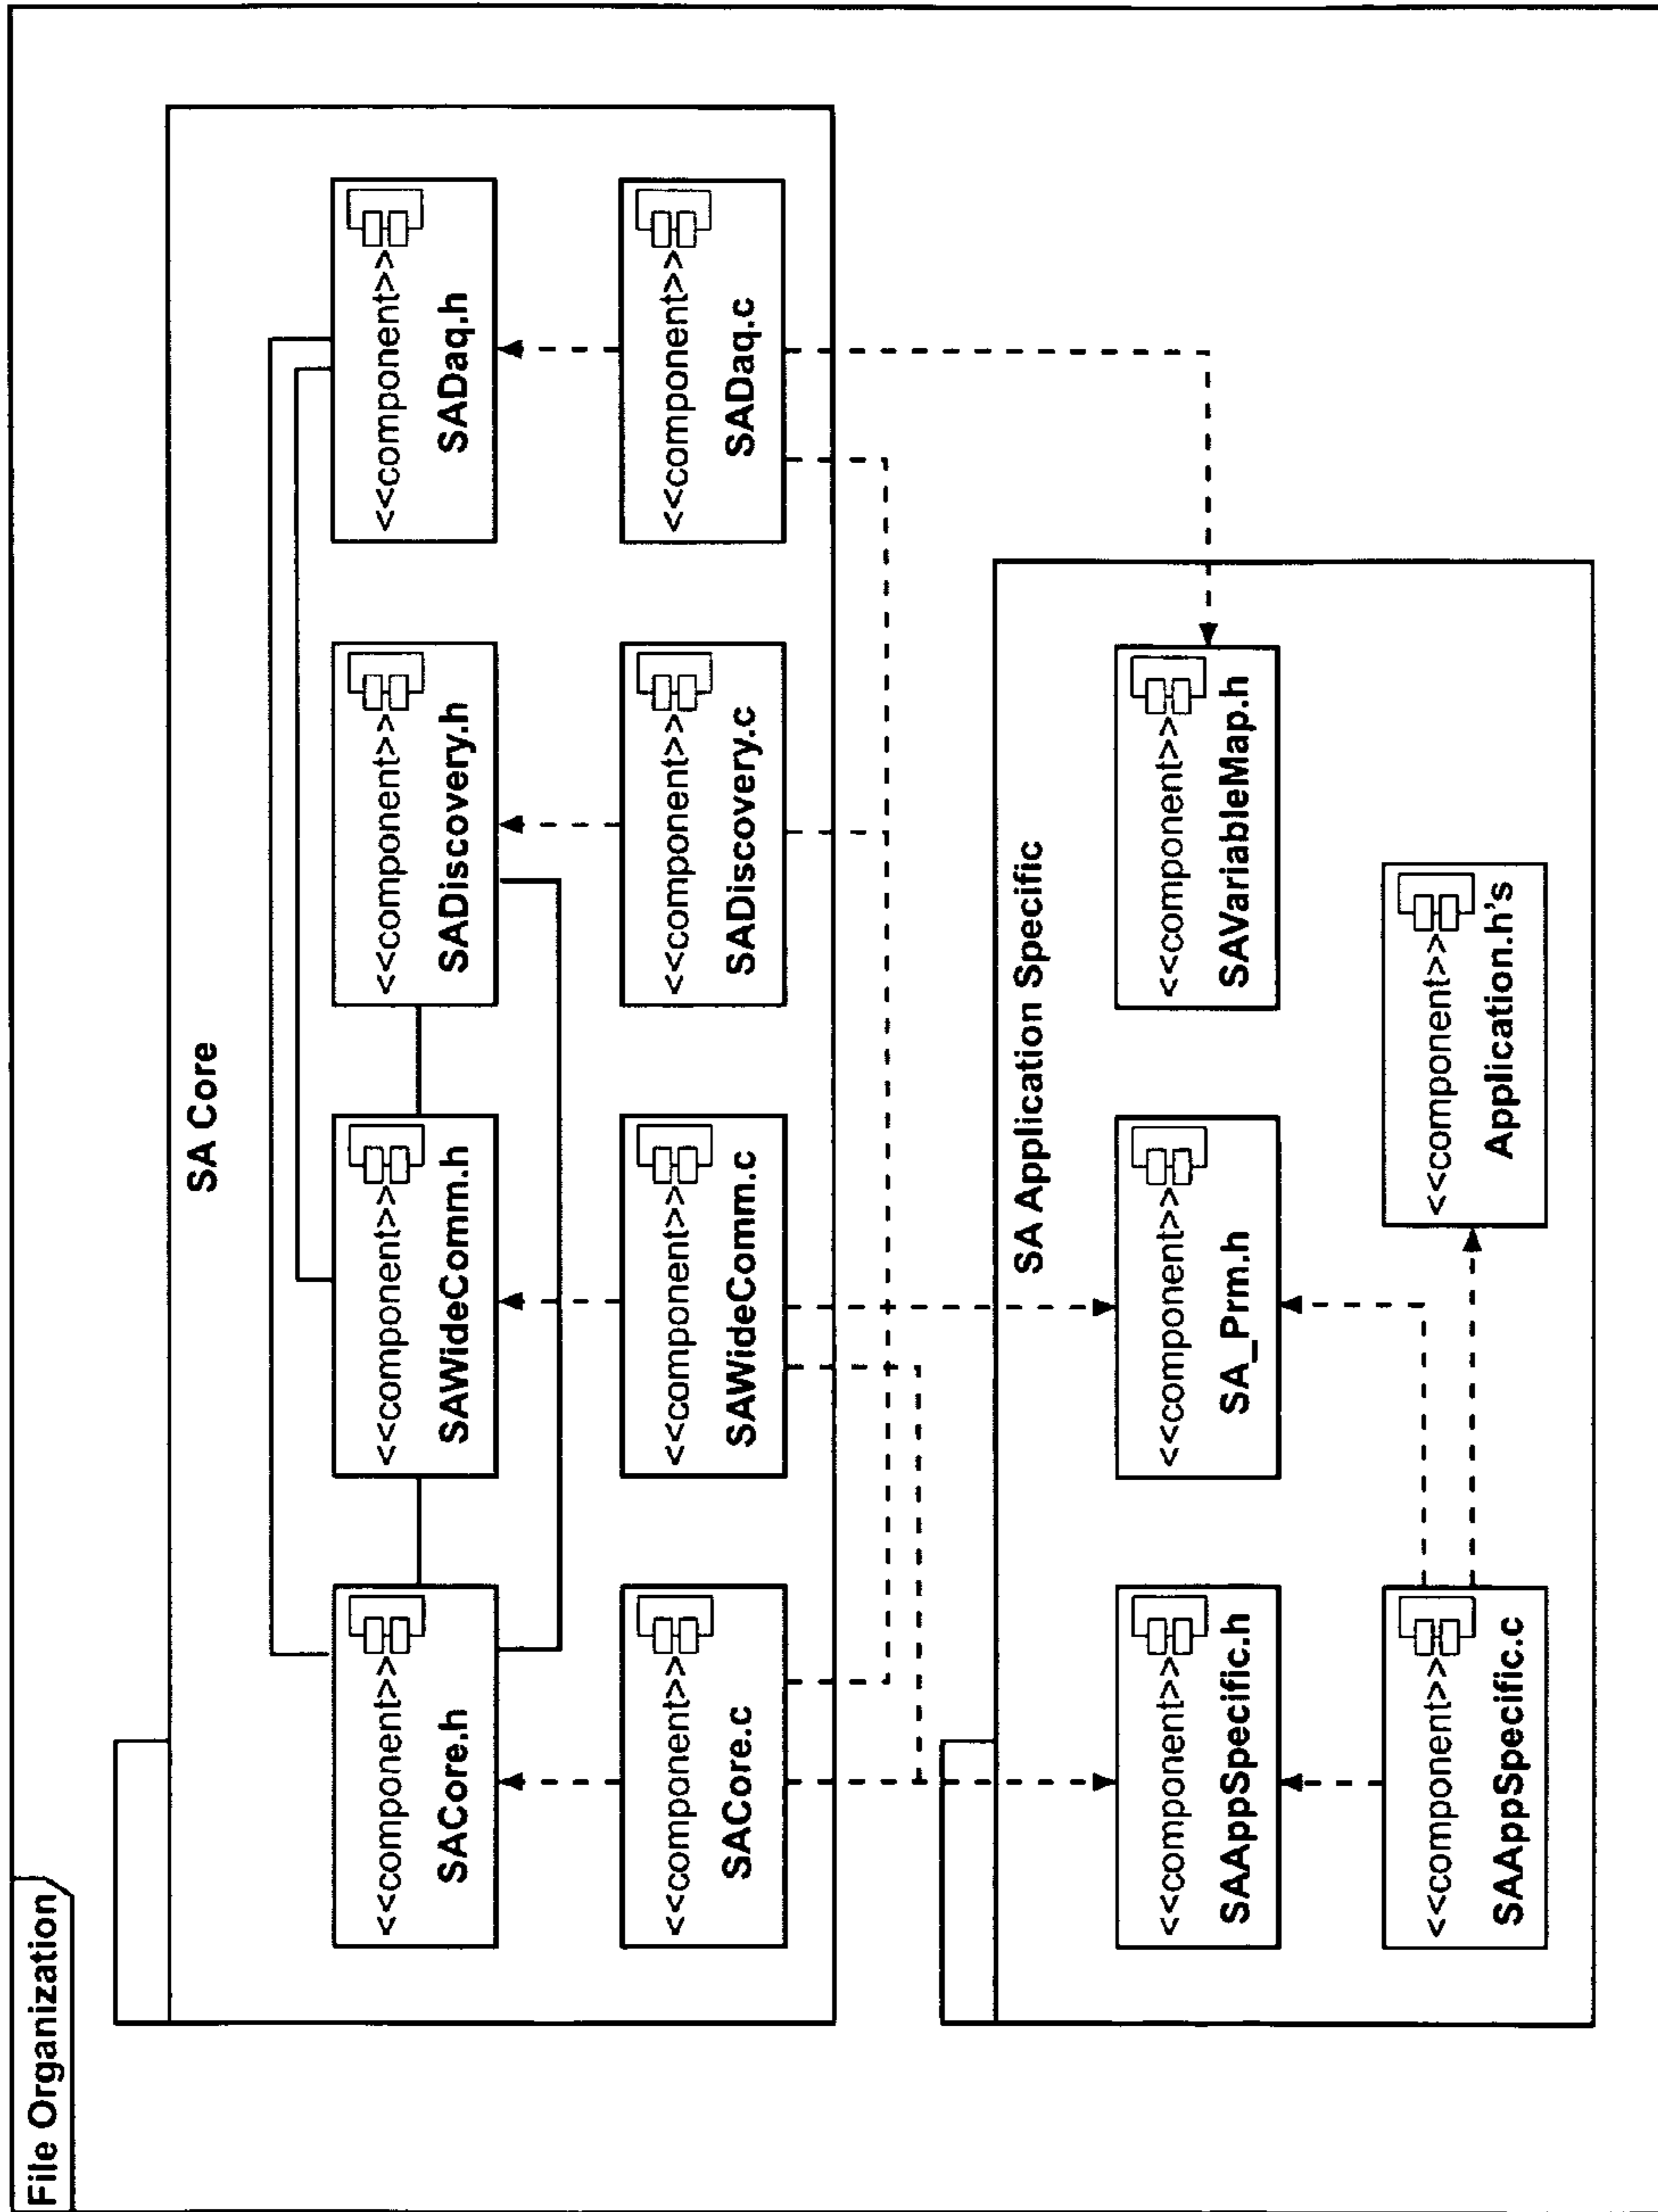 File Organization
SA Core
<<component>>
SACore.h
<<component>>
SAWideComm.h
<<component>>
SADiscovery.h
<<component>>
SADaq.h
<<component>>
SACore.c
<<component>>
SAWideComm.c
<<component>>
SADiscovery.c
<<component>>
SADaq.c
SA Application Specific
<<component>>
SAAppSpecific.h
<<component>>
SA_Prm.h
<<component>>
SAVariableMap.h
<<component>>
SAAppSpecific.c
<<component>>
Application.h's